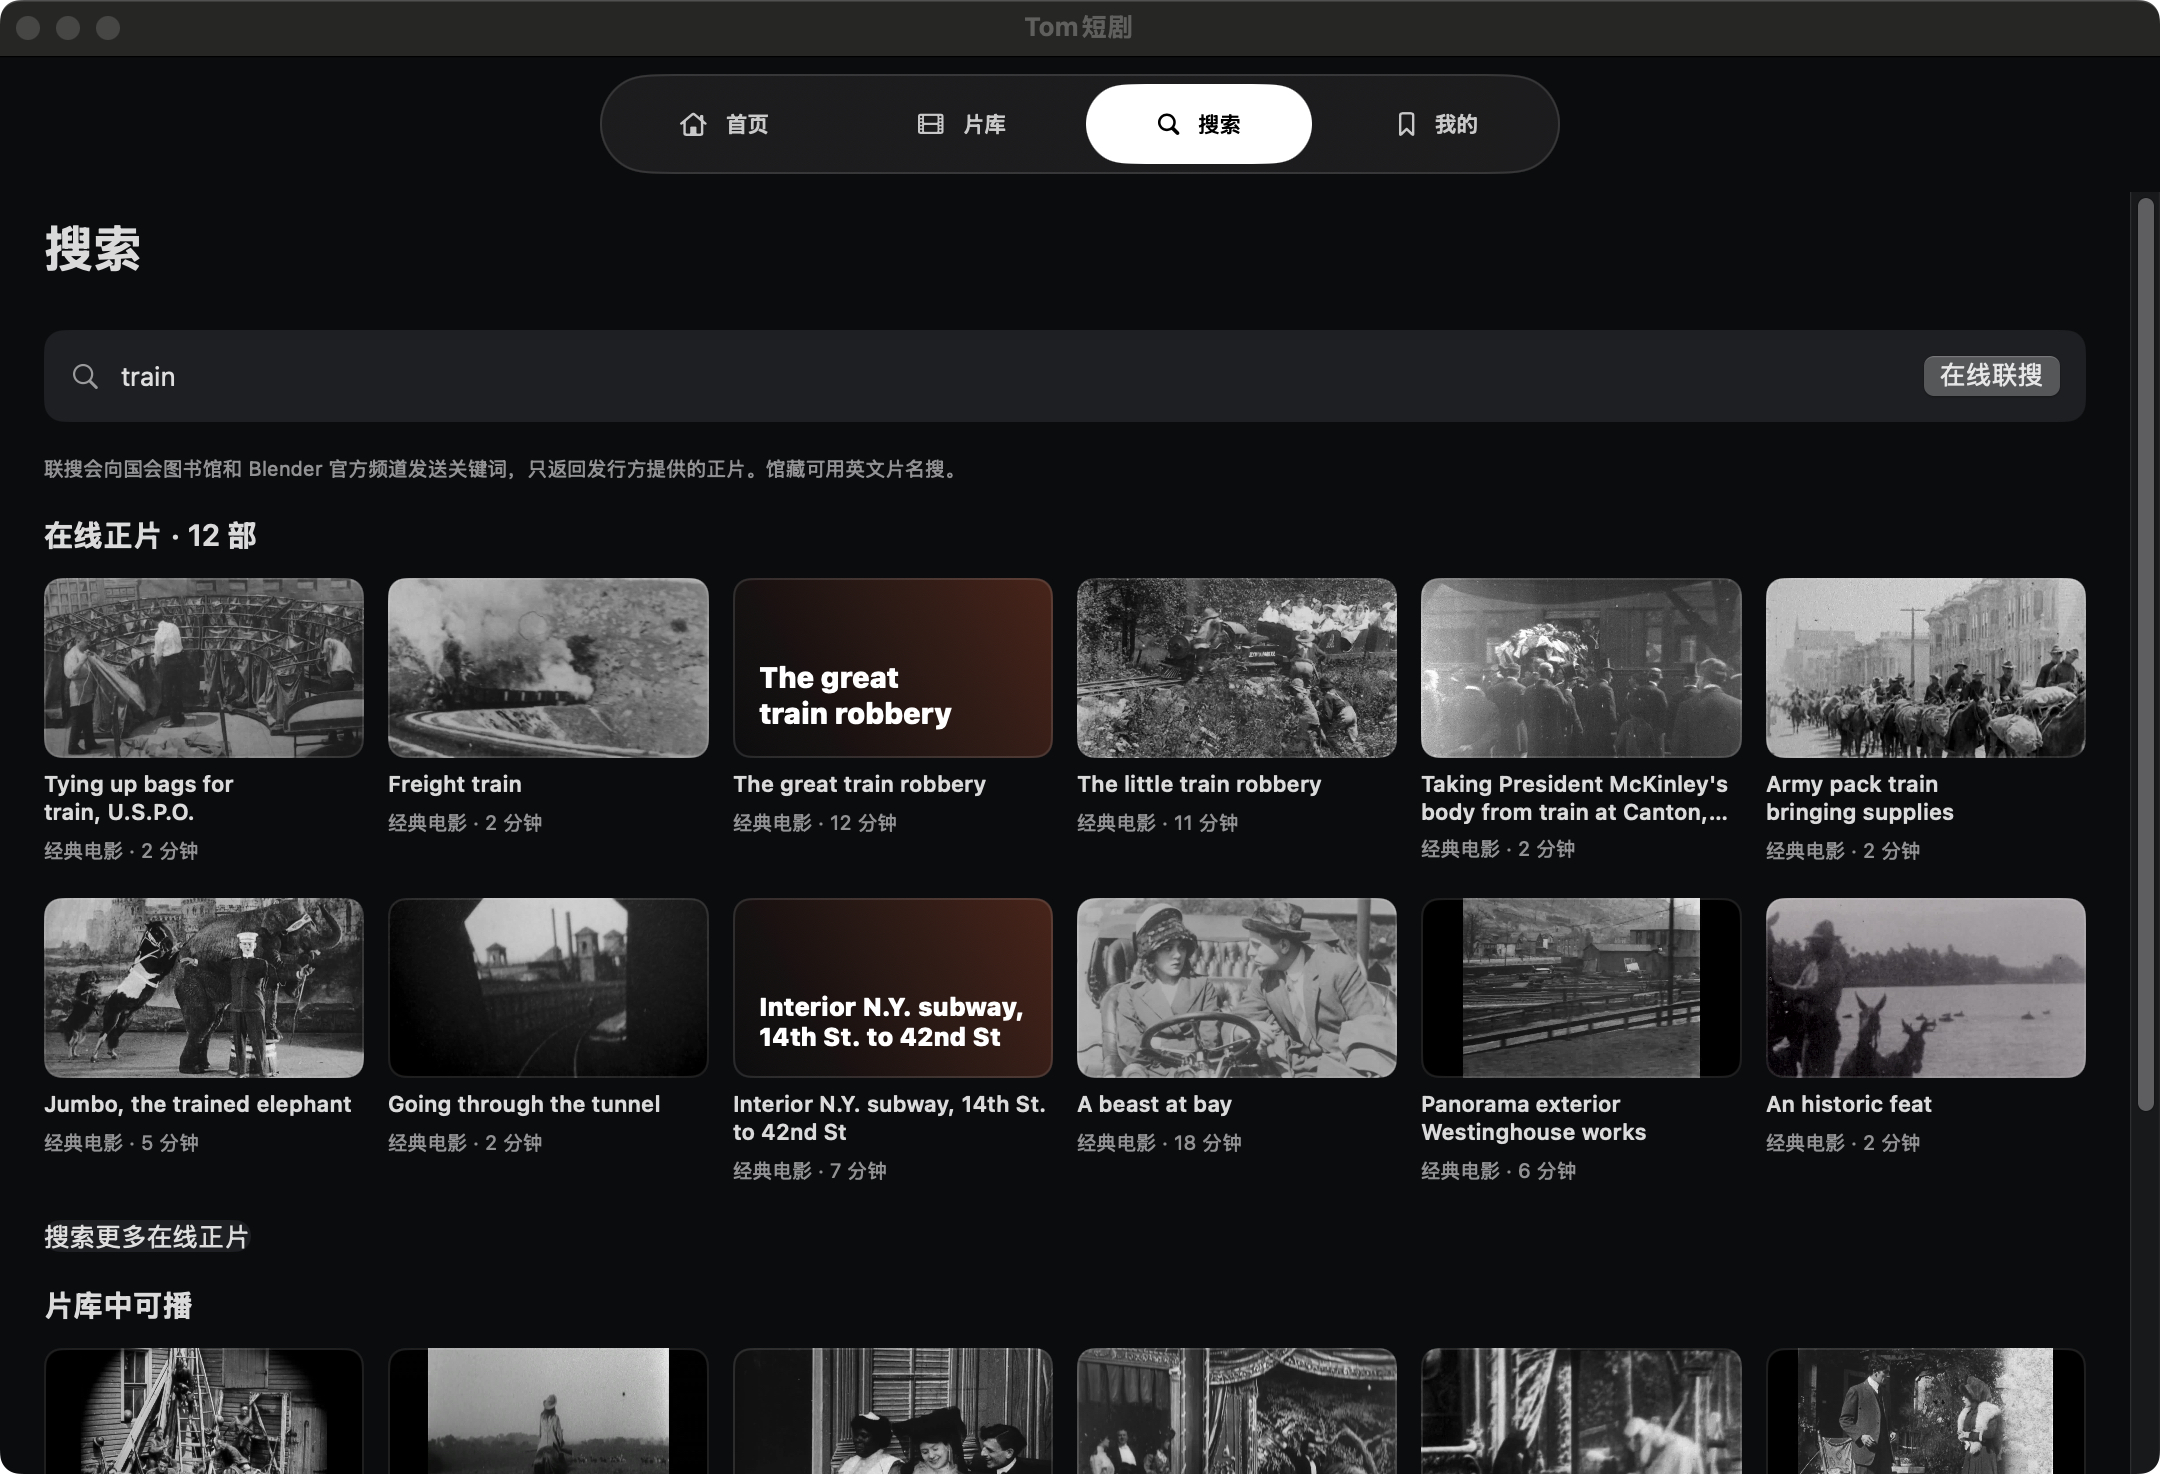 Tom短剧
首页
片库
搜索
我的
搜索
train
在线联搜
联搜会向国会图书馆和 Blender 官方频道发送关键词，只返回发行方提供的正片。馆藏可用英文片名搜。
在线正片 · 12 部
The great
train robbery
Tying up bags for
train, U.S.P.O.
经典电影 · 2 分钟
Freight train
经典电影 · 2 分钟
The great train robbery
经典电影 · 12 分钟
The little train robbery
经典电影 · 11 分钟
Taking President McKinley's
body from train at Canton,...
经典电影 · 2 分钟
Army pack train
bringing supplies
经典电影 · 2 分钟
Interior N.Y. subway,
14th St. to 42nd St
Jumbo, the trained elephant
经典电影 · 5 分钟
Going through the tunnel
经典电影 · 2 分钟
Interior N.Y. subway, 14th St.
to 42nd St
经典电影 · 7 分钟
A beast at bay
经典电影 · 18 分钟
Panorama exterior
Westinghouse works
经典电影 · 6 分钟
An historic feat
经典电影 · 2 分钟
搜索更多在线正片
片库中可播